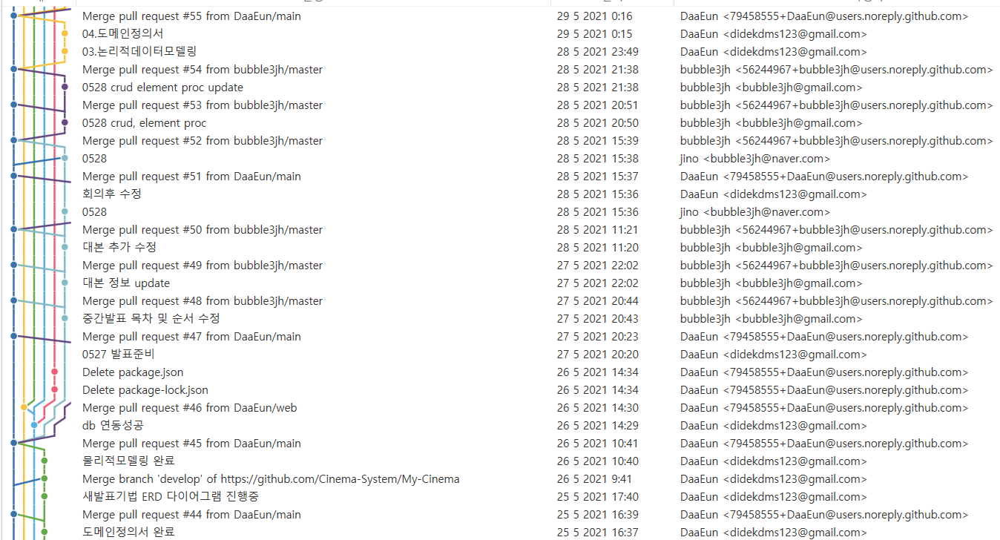 Merge pull request #55 from DaaEun/main 29 5 2021 0:16 DaaEun <79458555+DaaEun@users.noreply.github.com>
04.도메인정의서 29 5 2021 0:15 DaaEun <didekdms123@gmail.com>
03.논리적데이터모델링 28 5 2021 23:49 DaaEun <didekdms123@gmail.com>
Merge pull request #54 from bubble3jh/master 28 5 2021 21:38 bubble3jh <56244967+bubble3jh@users.noreply.github.com>
0528 crud element proc update 28 5 2021 21:38 bubble3jh <bubble3jh@gmail.com>
Merge pull request #53 from bubble3jh/master 28 5 2021 20:51 bubble3jh <56244967+bubble3jh@users.noreply.github.com>
0528 crud, element proc 28 5 2021 20:50 bubble3jh <bubble3jh@gmail.com>
Merge pull request #52 from bubble3jh/master 28 5 2021 15:39 bubble3jh <56244967+bubble3jh@users.noreply.github.com>
0528 28 5 2021 15:38 jino <bubble3jh@naver.com>
Merge pull request #51 from DaaEun/main 28 5 2021 15:37 DaaEun <79458555+DaaEun@users.noreply.github.com>
회의후 수정 28 5 2021 15:36 DaaEun <didekdms123@gmail.com>
0528 28 5 2021 15:36 jino <bubble3jh@naver.com>
Merge pull request #50 from bubble3jh/master 28 5 2021 11:21 bubble3jh <56244967+bubble3jh@users.noreply.github.com>
대본 추가 수정 28 5 2021 11:20 bubble3jh <bubble3jh@gmail.com>
Merge pull request #49 from bubble3jh/master 27 5 2021 22:02 bubble3jh <56244967+bubble3jh@users.noreply.github.com>
대본 정보 update 27 5 2021 22:02 bubble3jh <bubble3jh@gmail.com>
Merge pull request #48 from bubble3jh/master 27 5 2021 20:44 bubble3jh <56244967+bubble3jh@users.noreply.github.com>
중간발표 목차 및 순서 수정 27 5 2021 20:43 bubble3jh <bubble3jh@gmail.com>
Merge pull request #47 from DaaEun/main 27 5 2021 20:23 DaaEun <79458555+DaaEun@users.noreply.github.com>
0527 발표준비 27 5 2021 20:20 DaaEun <didekdms123@gmail.com>
Delete package.json 26 5 2021 14:34 DaaEun <79458555+DaaEun@users.noreply.github.com>
Delete package-lock.json 26 5 2021 14:34 DaaEun <79458555+DaaEun@users.noreply.github.com>
Merge pull request #46 from DaaEun/web 26 5 2021 14:30 DaaEun <79458555+DaaEun@users.noreply.github.com>
db 연동성공 26 5 2021 14:29 DaaEun <didekdms123@gmail.com>
Merge pull request #45 from DaaEun/main 26 5 2021 10:41 DaaEun <79458555+DaaEun@users.noreply.github.com>
물리적모델링 완료 26 5 2021 10:40 DaaEun <didekdms123@gmail.com>
Merge branch 'develop' of https://github.com/Cinema-System/My-Cinema 26 5 2021 9:41 DaaEun <didekdms123@gmail.com>
새발표기법 ERD 다이어그램 진행중 25 5 2021 17:40 DaaEun <didekdms123@gmail.com>
Merge pull request #44 from DaaEun/main 25 5 2021 16:39 DaaEun <79458555+DaaEun@users.noreply.github.com>
도메인정의서 완료 25 5 2021 16:37 DaaEun <didekdms123@gmail.com>